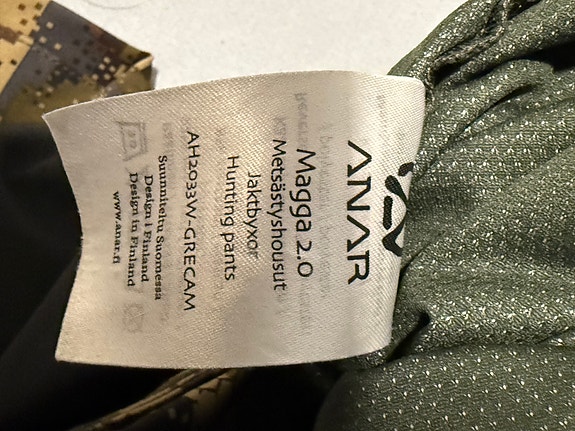 ANAR
Magga 2.0
Metsästyshousut
Jaktbyxor
Hunting pants
AH2033W-GRECAM
Suunniteltu Suomessa
Design i Finland
Design in Finland
www.anar.fi